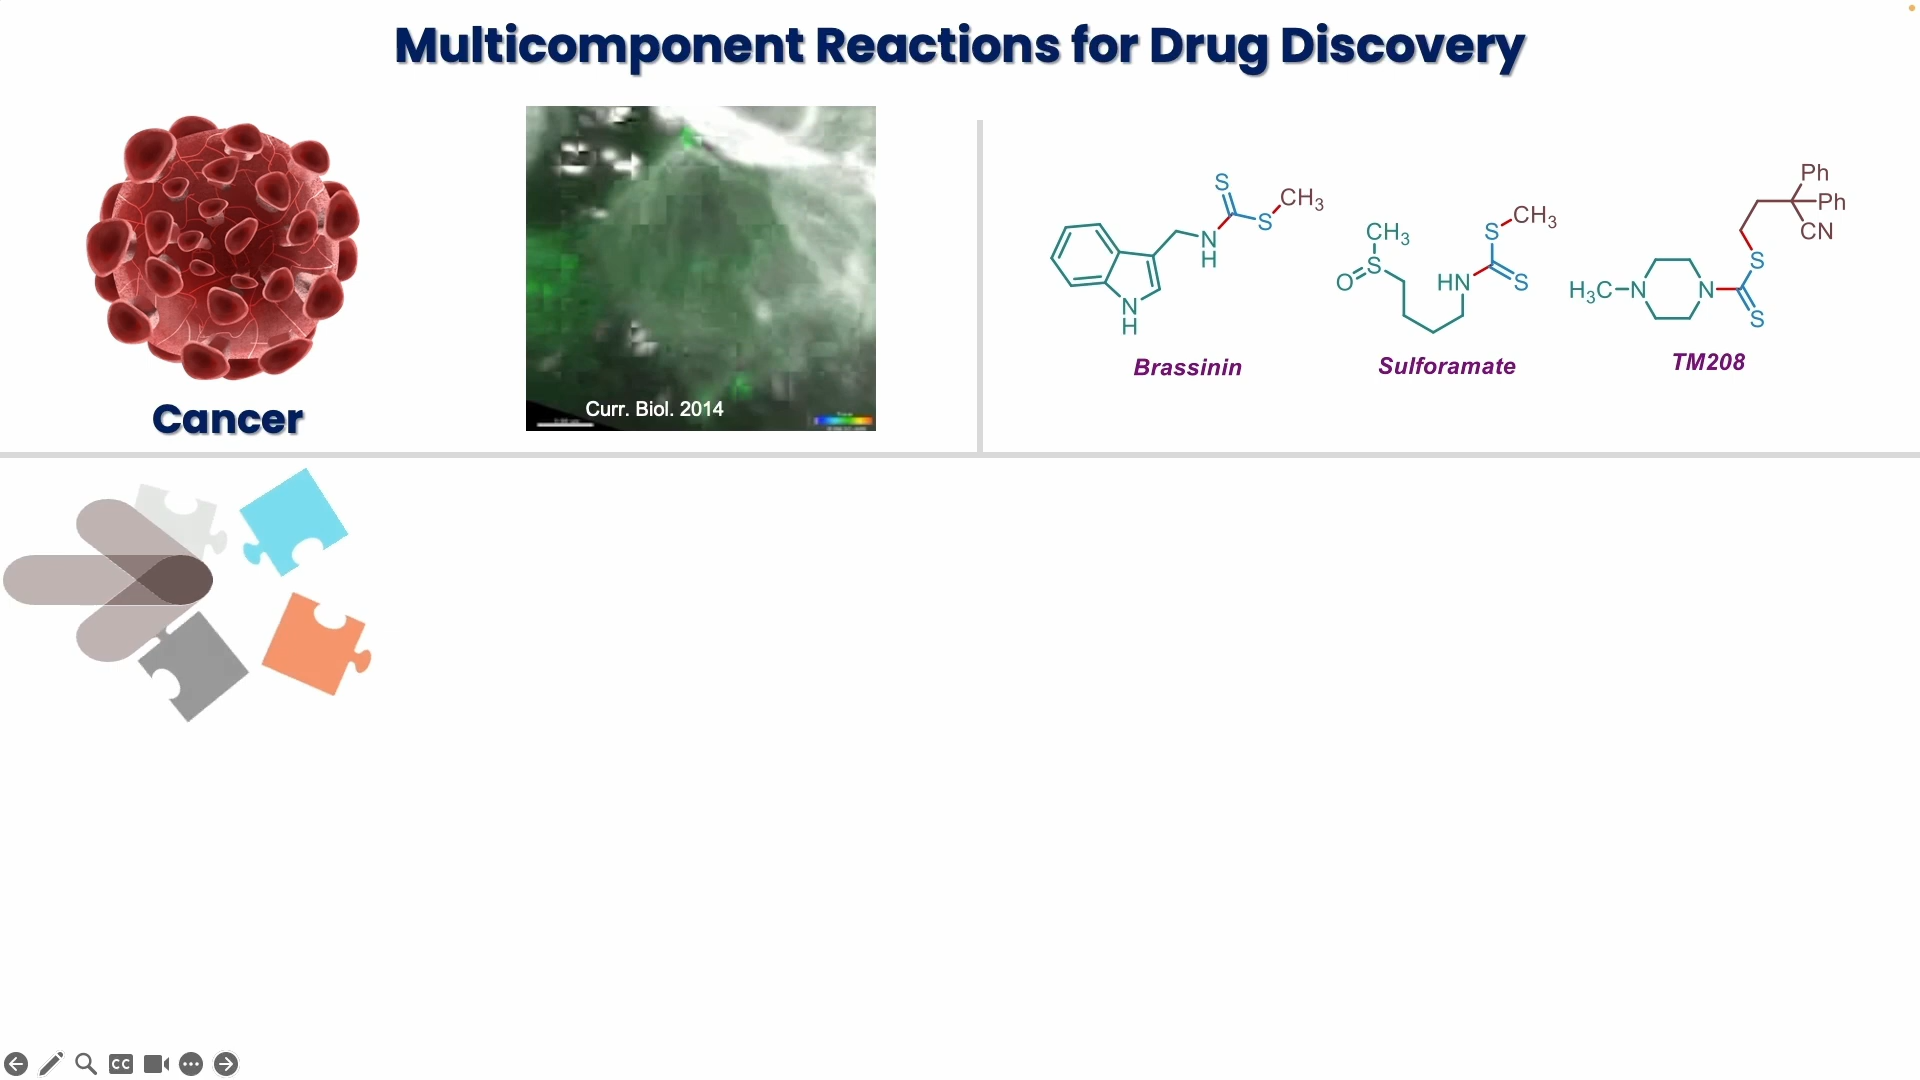 Multicomponent Reactions for Drug Discovery
Cancer
Curr. Biol. 2014
S
CH3
S
N
H
N
H
Brassinin
CH3
S
O
S
CH3
HN
S
Sulforamate
Ph
Ph
CN
S
H3C
N
N
S
TM208
CC